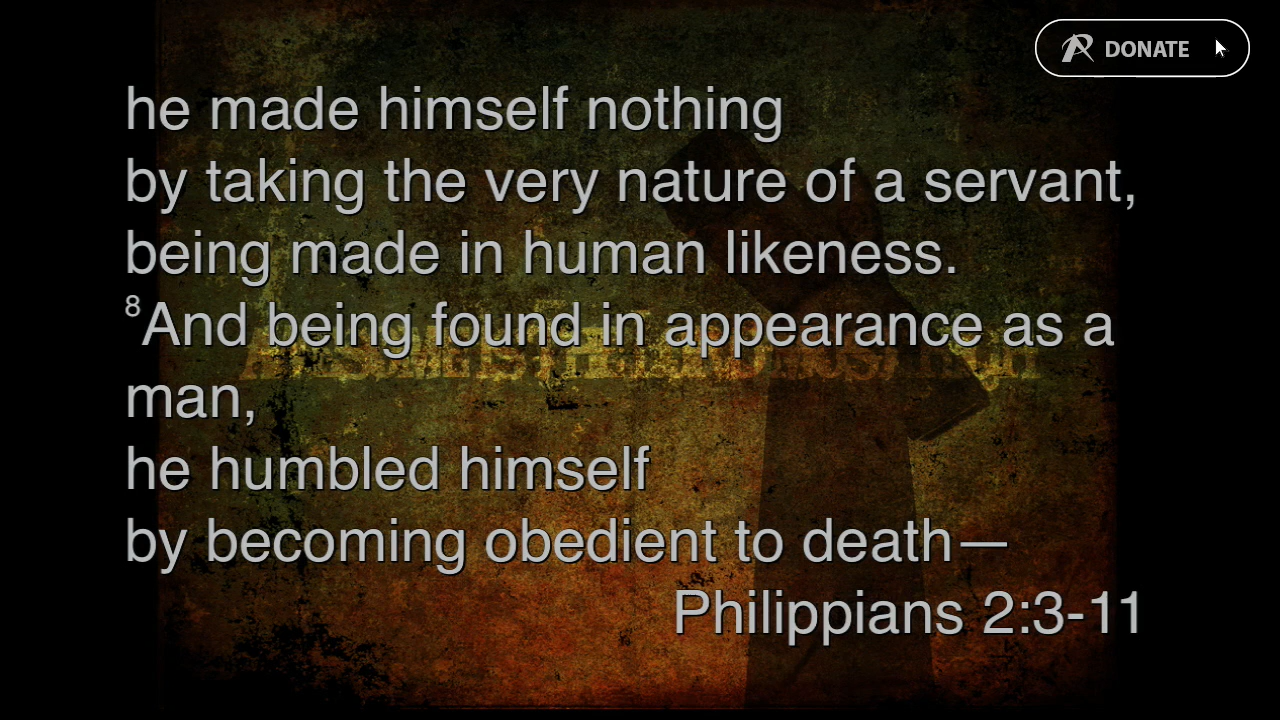 DONATE
he made himself nothing
by taking the very nature of a servant,
being made in human likeness.
⁸And being found in appearance as a
man,
he humbled himself
by becoming obedient to death—
Philippians 2:3-11